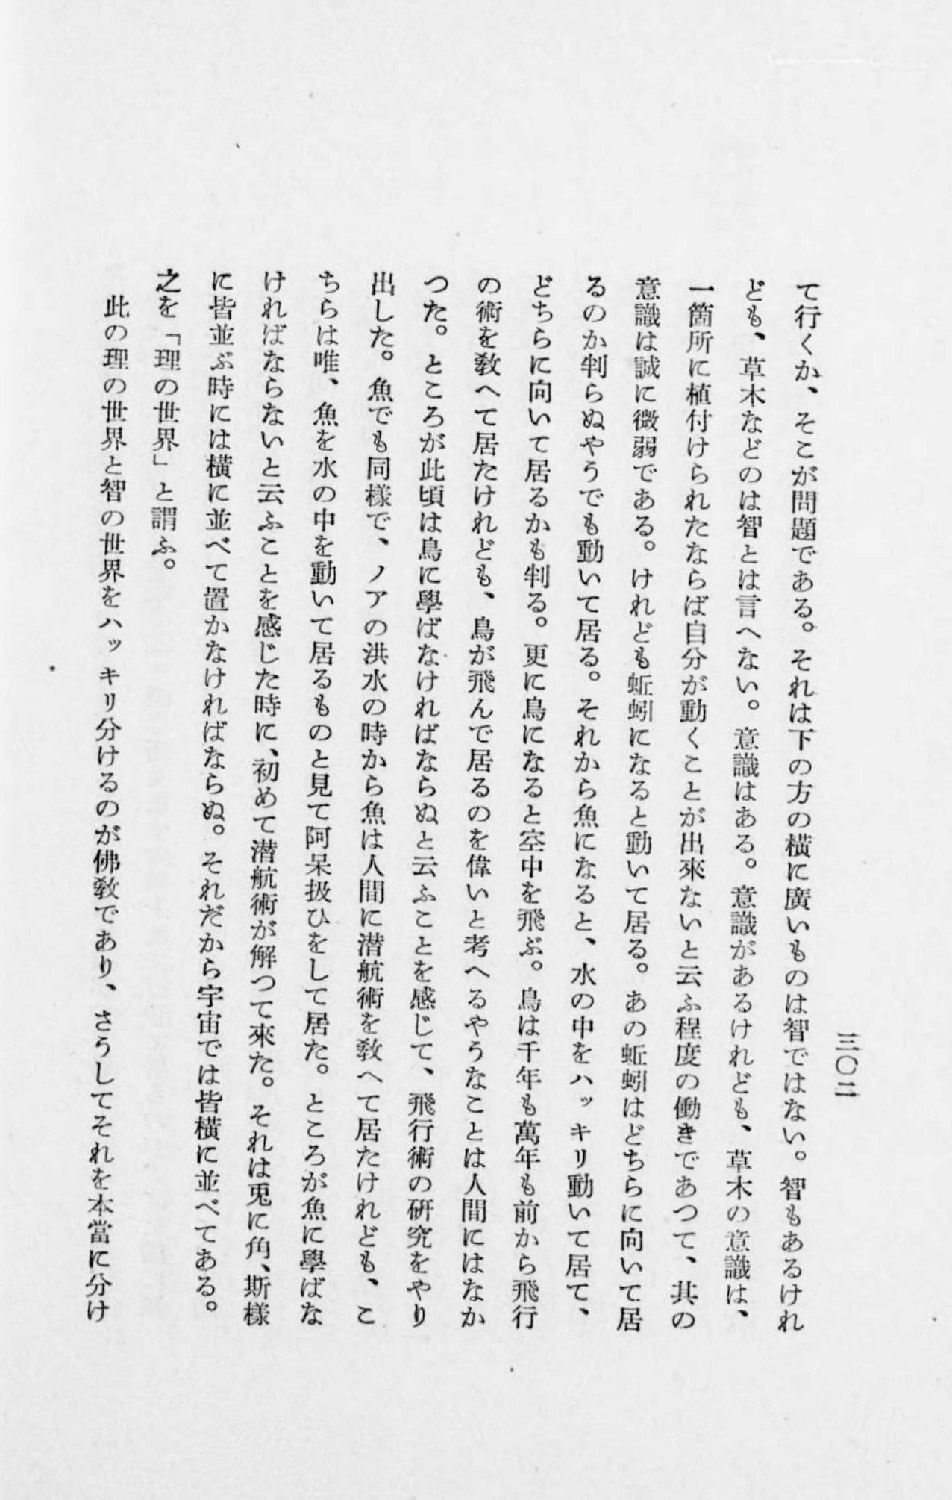 三〇二
て行くか、そこが問題である。それは下の方の横に廣いものは智ではない。智もあるけれ
ども、草木などのは智とは言へない。意識はある。意識があるけれども、草木の意識は、
一箇所に植付けられたならば自分が動くことが出來ないと云ふ程度の働きであつて、其の
意識は誠に微弱である。けれども蚯蚓になると動いて居る。あの蚯蚓はどちらに向いて居
るのか判らぬやうでも動いて居る。それから魚になると、水の中をハッキリ動いて居て、
どちらに向いて居るかも判る。更に鳥になると空中を飛ぶ。鳥は千年も萬年も前から飛行
の術を敎へて居たけれども、鳥が飛んで居るのを偉いと考へるやうなことは人間にはなか
つた。ところが此頃は鳥に學ばなければならぬと云ふことを感じて、飛行術の研究をやり
出した。魚でも同樣で、ノアの洪水の時から魚は人間に潜航術を敎へて居たけれども、こ
ちらは唯、魚を水の中を動いて居るものと見て阿呆扱ひをして居た。ところが魚に學ばな
ければならないと云ふことを感じた時に、初めて潜航術が解つて來た。それは兎に角、斯樣
に皆並ぶ時には横に並べて置かなければならぬ。それだから宇宙では皆横に並べてある。
之を「理の世界」と謂ふ。
此の理の世界と智の世界をハッキリ分けるのが佛敎であり、さうしてそれを本當に分け